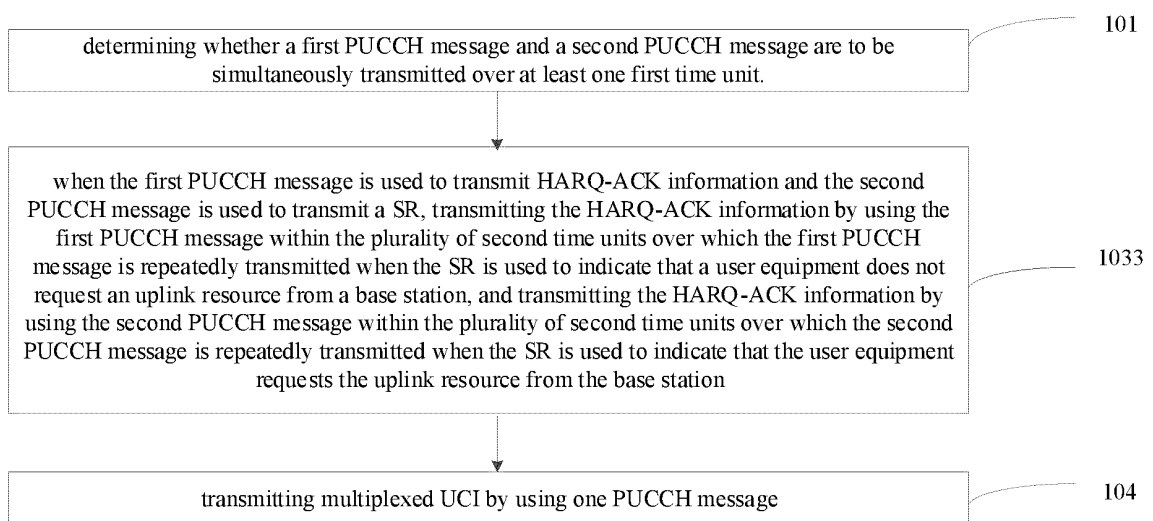 101
determining whether a first PUCCH message and a second PUCCH message are to be
simultaneously transmitted over at least one first time unit.
when the first PUCCH message is used to transmit HARQ-ACK information and the second
PUCCH message is used to transmit a SR, transmitting the HARQ-ACK information by using the
first PUCCH message within the plurality of second time units over which the first PUCCH
message is repeatedly transmitted when the SR is used to indicate that a user equipment does not
request an uplink resource from a base station, and transmitting the HARQ-ACK information by
using the second PUCCH message within the plurality of second time units over which the second
PUCCH message is repeatedly transmitted when the SR is used to indicate that the user equipment
requests the uplink resource from the base station
1033
transmitting multiplexed UCI by using one PUCCH message
104